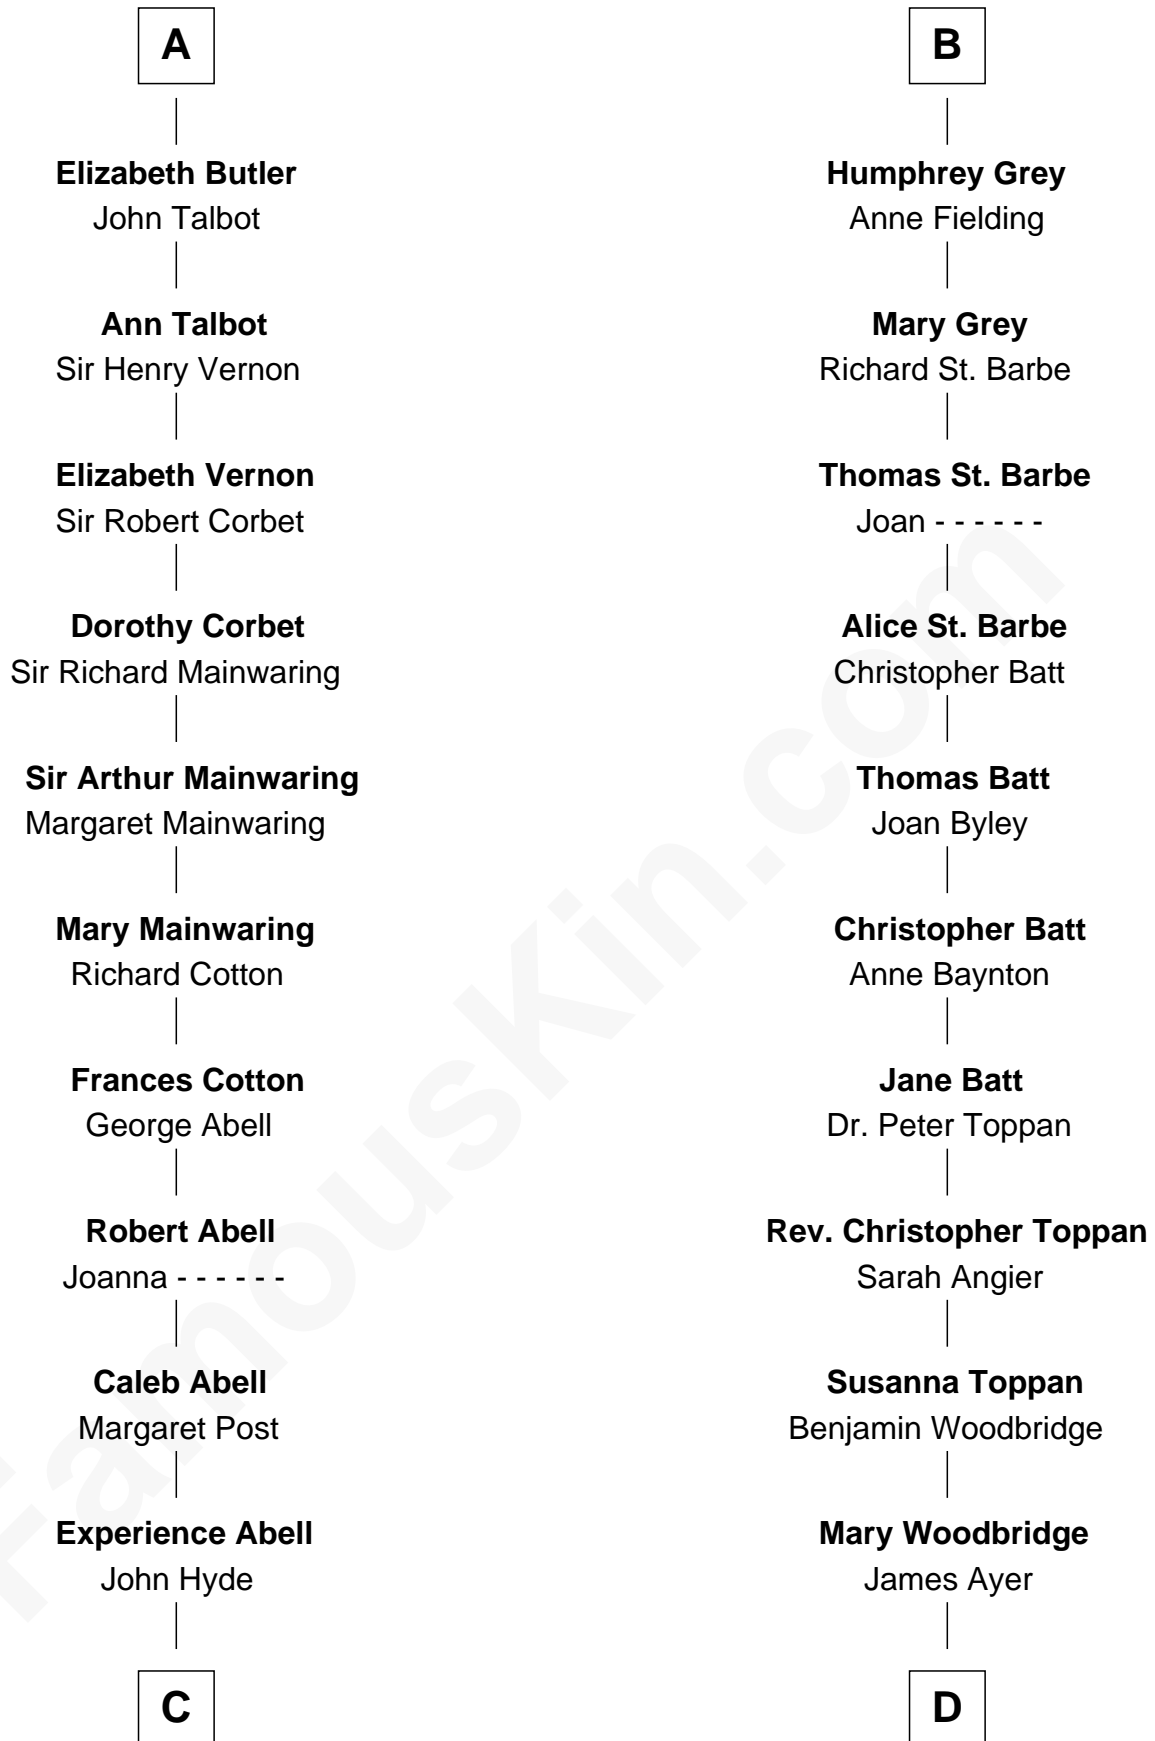 A
Elizabeth Butler
John Talbot
Ann Talbot
Sir Henry Vernon
Elizabeth Vernon
Sir Robert Corbet
Dorothy Corbet
Sir Richard Mainwaring
Sir Arthur Mainwaring
Margaret Mainwaring
Mary Mainwaring
Richard Cotton
Frances Cotton
George Abell
Robert Abell
Joanna - - - - - -
Caleb Abell
Margaret Post
Experience Abell
John Hyde
C
B
Humphrey Grey
Anne Fielding
Mary Grey
Richard St. Barbe
Thomas St. Barbe
Joan - - - - - -
Alice St. Barbe
Christopher Batt
Thomas Batt
Joan Byley
Christopher Batt
Anne Baynton
Jane Batt
Dr. Peter Toppan
Rev. Christopher Toppan
Sarah Angier
Susanna Toppan
Benjamin Woodbridge
Mary Woodbridge
James Ayer
D
FamousKin.com